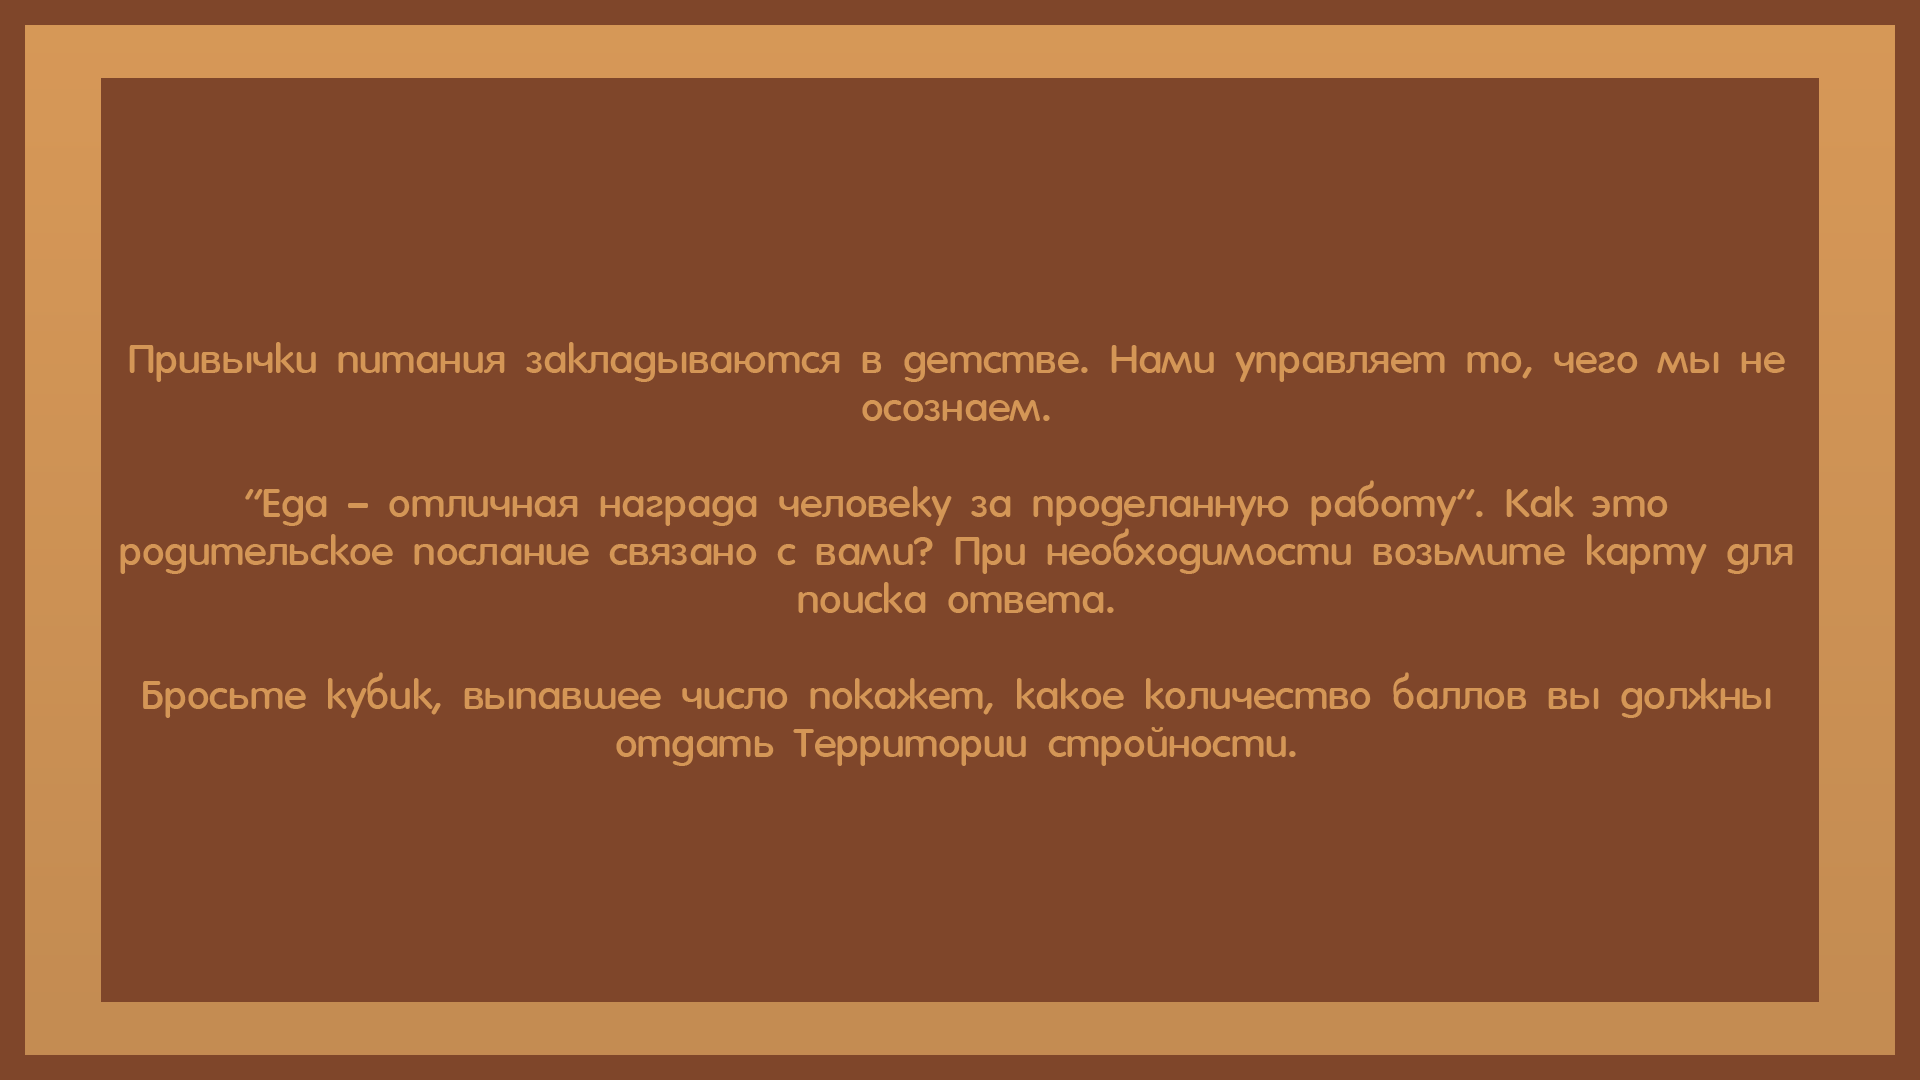 Привычки питания закладываются в детстве. Нами управляет то, чего мы не
осознаем.
"Еда – отличная награда человеку за проделанную работу". Как это
родительское послание связано с вами? При необходимости возьмите карту для
поиска ответа.
Бросьте кубик, выпавшее число покажет, какое количество баллов вы должны
отдать Территории стройности.